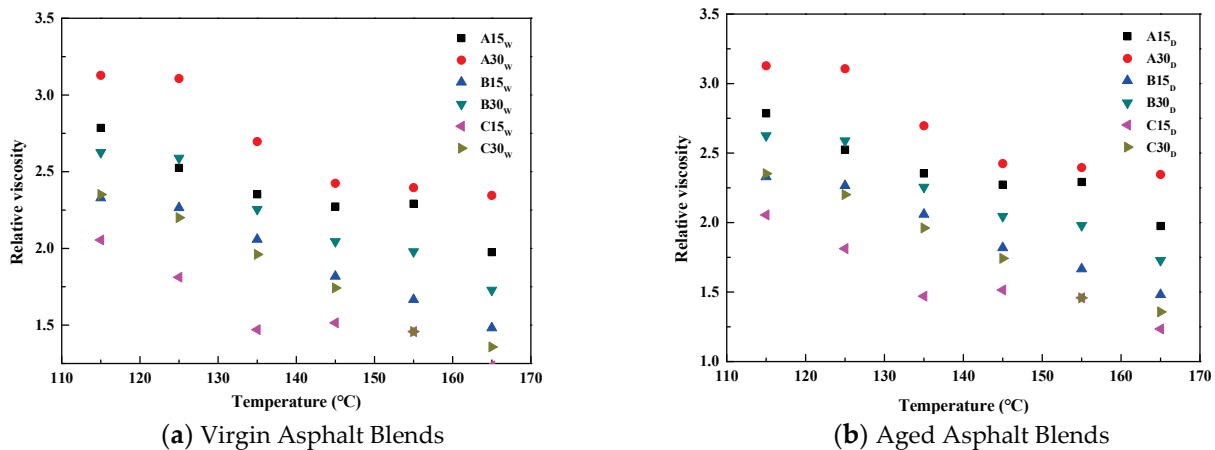 3.5
3.0
2.5
2.0
1.5
110 120 130 140 150 160 170
Relative viscosity
Temperature (°C)
A15W
A30W
B15W
B30W
C15W
C30W
(a) Virgin Asphalt Blends
3.5
3.0
2.5
2.0
1.5
1.0
110 120 130 140 150 160 170
Relative viscosity
Temperature (°C)
A15D
A30D
B15D
B30D
C15D
C30D
(b) Aged Asphalt Blends